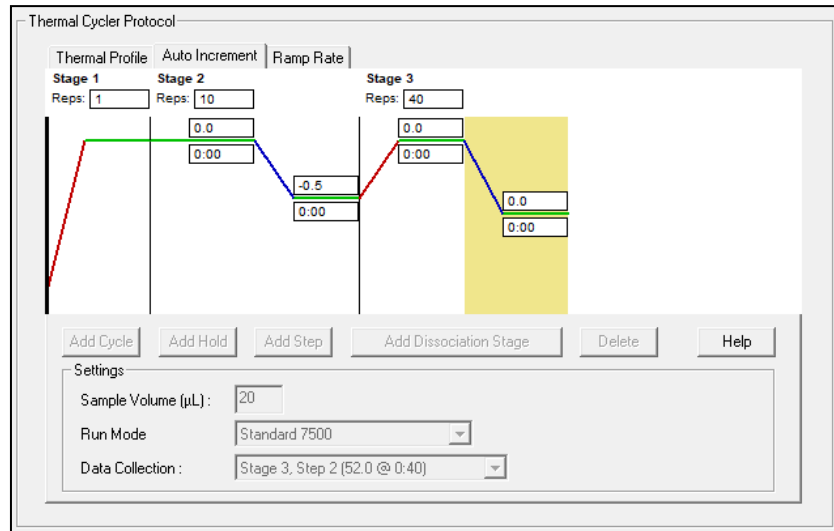 Thermal Cycler Protocol
Thermal Profile Auto Increment Ramp Rate
Stage 1 Stage 2 Stage 3
Reps: 1 Reps: 10 Reps: 40
0.0 0.0
0:00 0:00
-0.5 0.0
0:00 0:00
Add Cycle Add Hold Add Step Add Dissociation Stage Delete Help
Settings
Sample Volume (µL) : 20
Run Mode Standard 7500
Data Collection : Stage 3, Step 2 (52.0 @ 0:40)